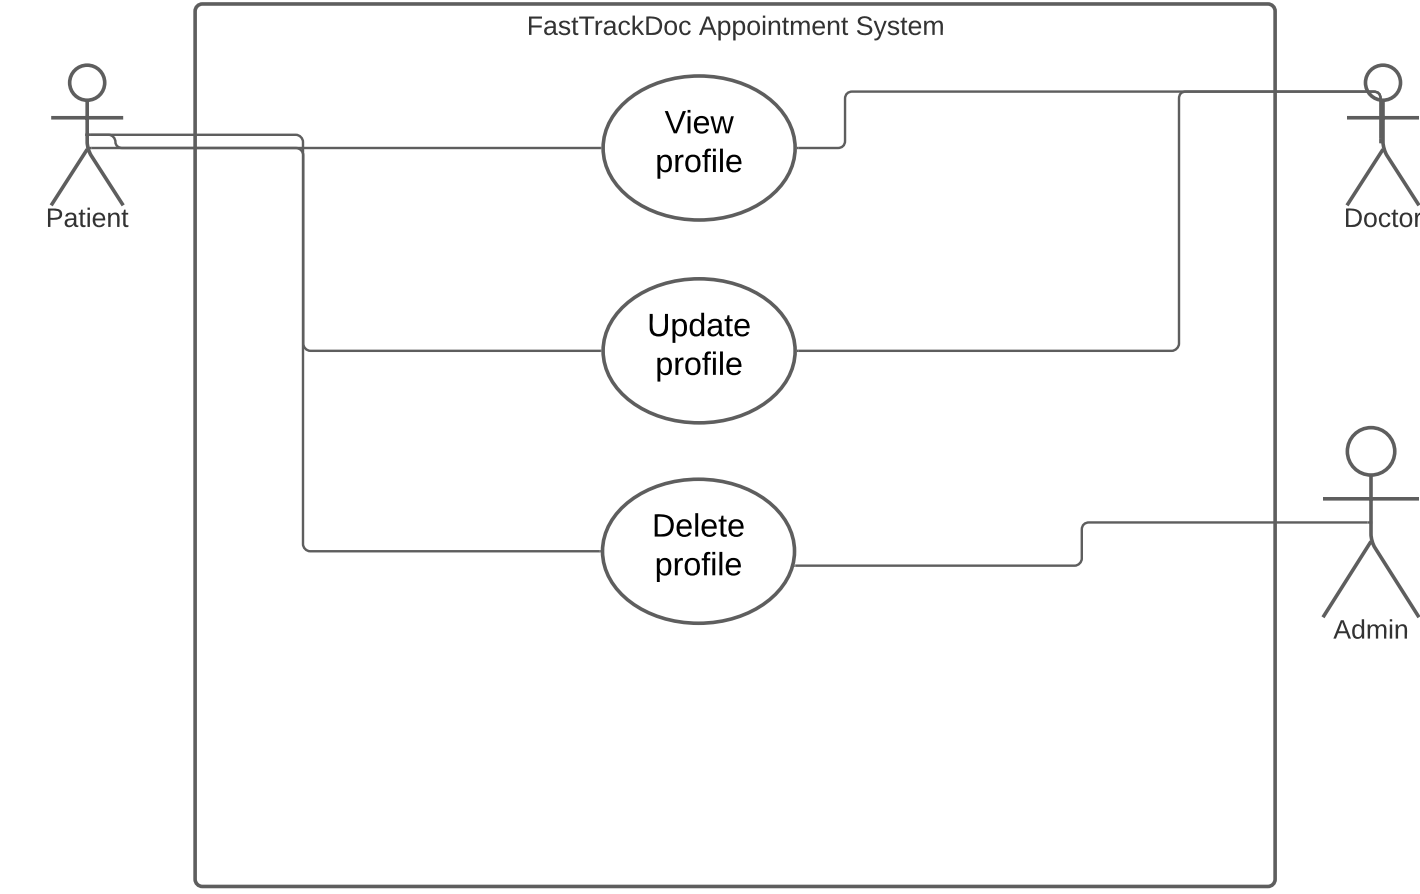 FastTrackDoc Appointment System
View
profile
Patient
Doctor
Update
profile
Delete
profile
Admin